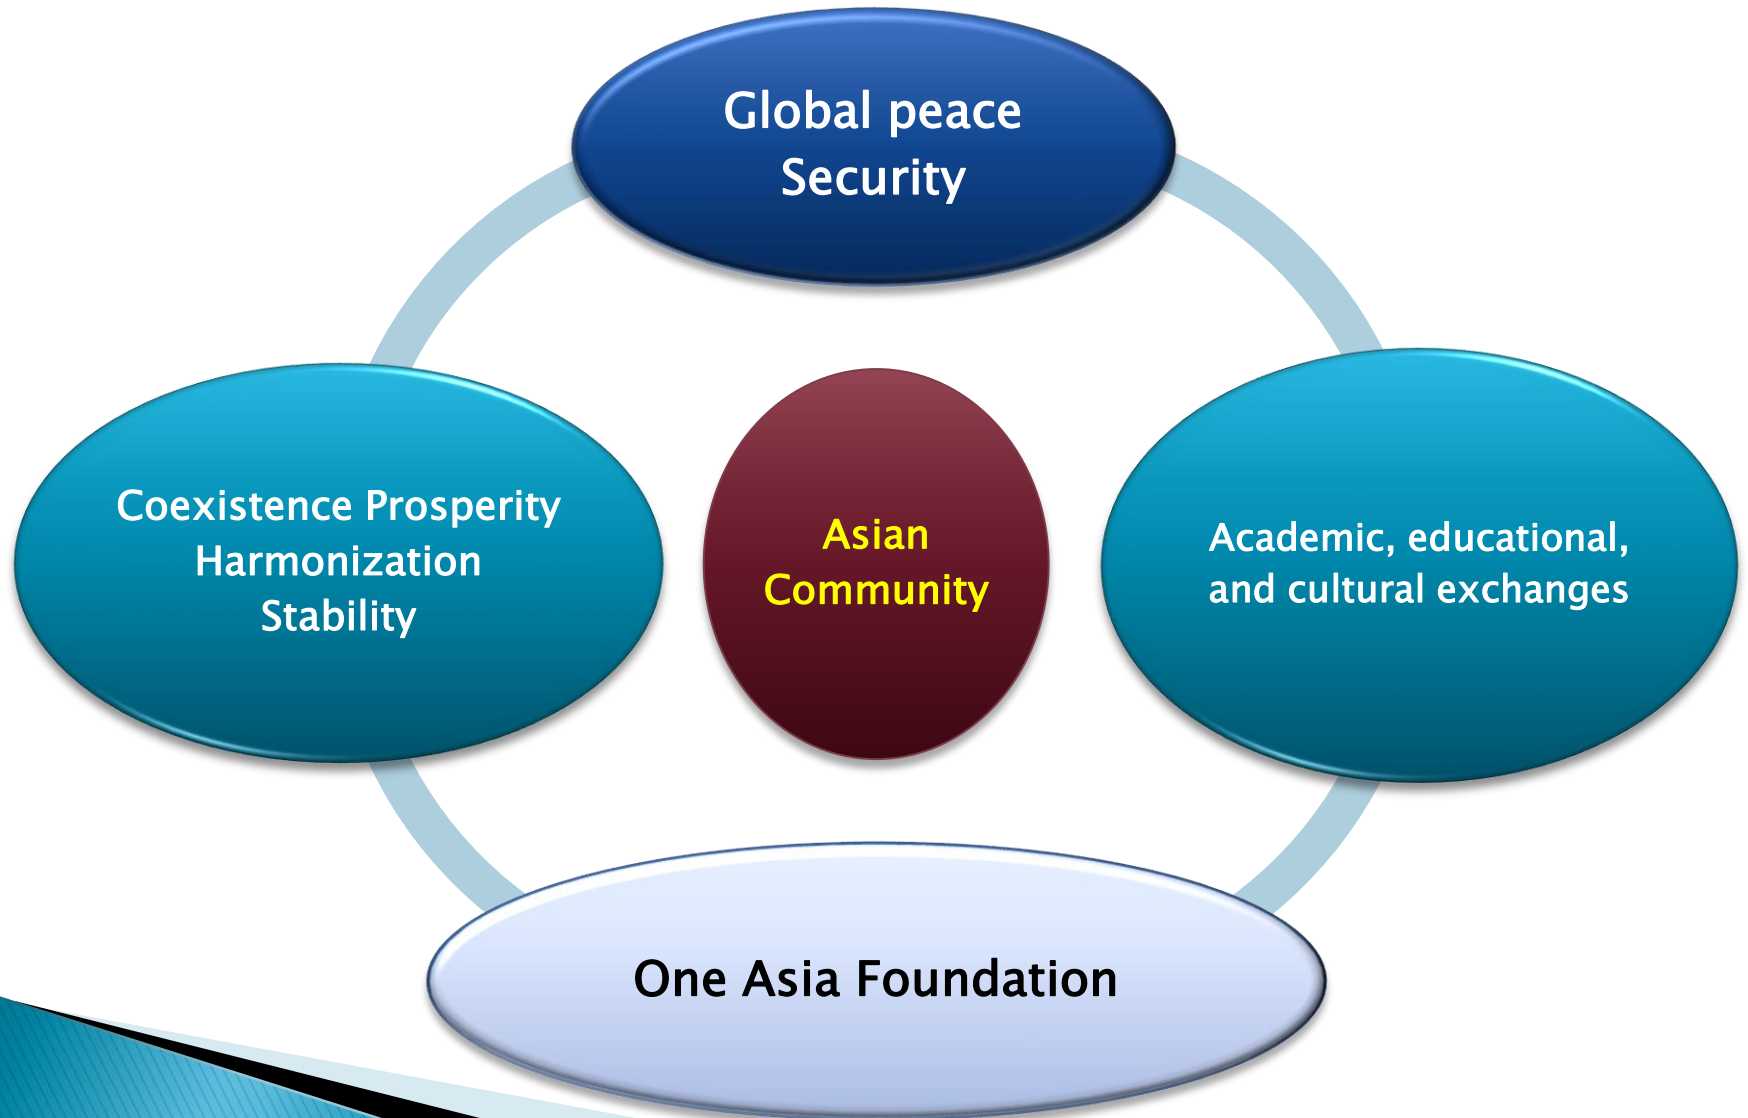 Global peace
Security
Coexistence Prosperity
Harmonization
Stability
Asian
Community
Academic, educational,
and cultural exchanges
One Asia Foundation